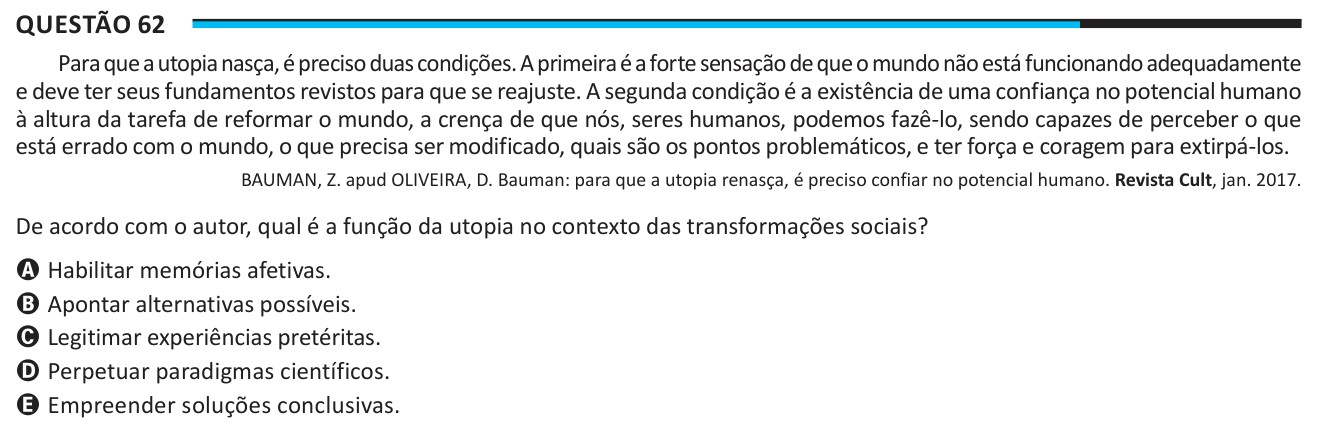 QUESTÃO 62
Para que a utopia nasça, é preciso duas condições. A primeira é a forte sensação de que o mundo não está funcionando adequadamente
e deve ter seus fundamentos revistos para que se reajuste. A segunda condição é a existência de uma confiança no potencial humano
à altura da tarefa de reformar o mundo, a crença de que nós, seres humanos, podemos fazê-lo, sendo capazes de perceber o que
está errado com o mundo, o que precisa ser modificado, quais são os pontos problemáticos, e ter força e coragem para extirpá-los.
BAUMAN, Z. apud OLIVEIRA, D. Bauman: para que a utopia renasça, é preciso confiar no potencial humano. Revista Cult, jan. 2017.
De acordo com o autor, qual é a função da utopia no contexto das transformações sociais?
A Habilitar memórias afetivas.
B Apontar alternativas possíveis.
C Legitimar experiências pretéritas.
D Perpetuar paradigmas científicos.
E Empreender soluções conclusivas.